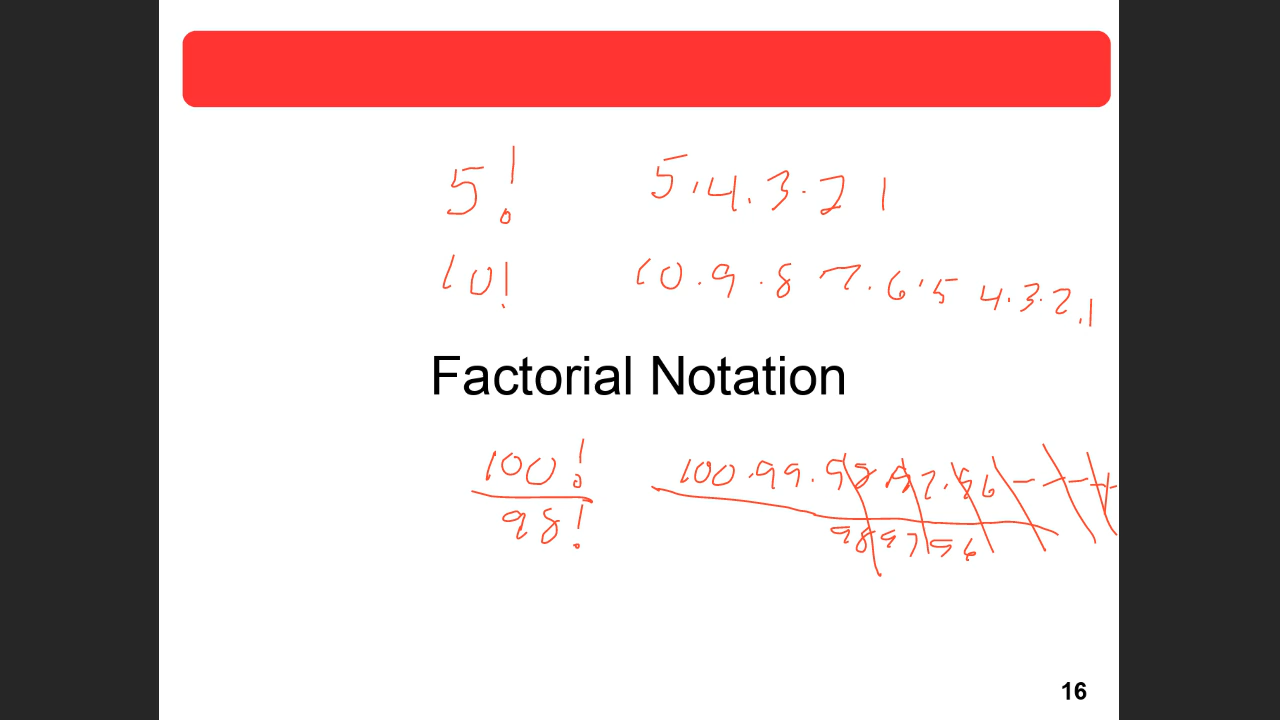 5! 5.4.3.2 1
10! 10.9.8 7.6.5 4.3.2.1
Factorial Notation
100! 100.99.98 97.96
98! 98 97 96
16